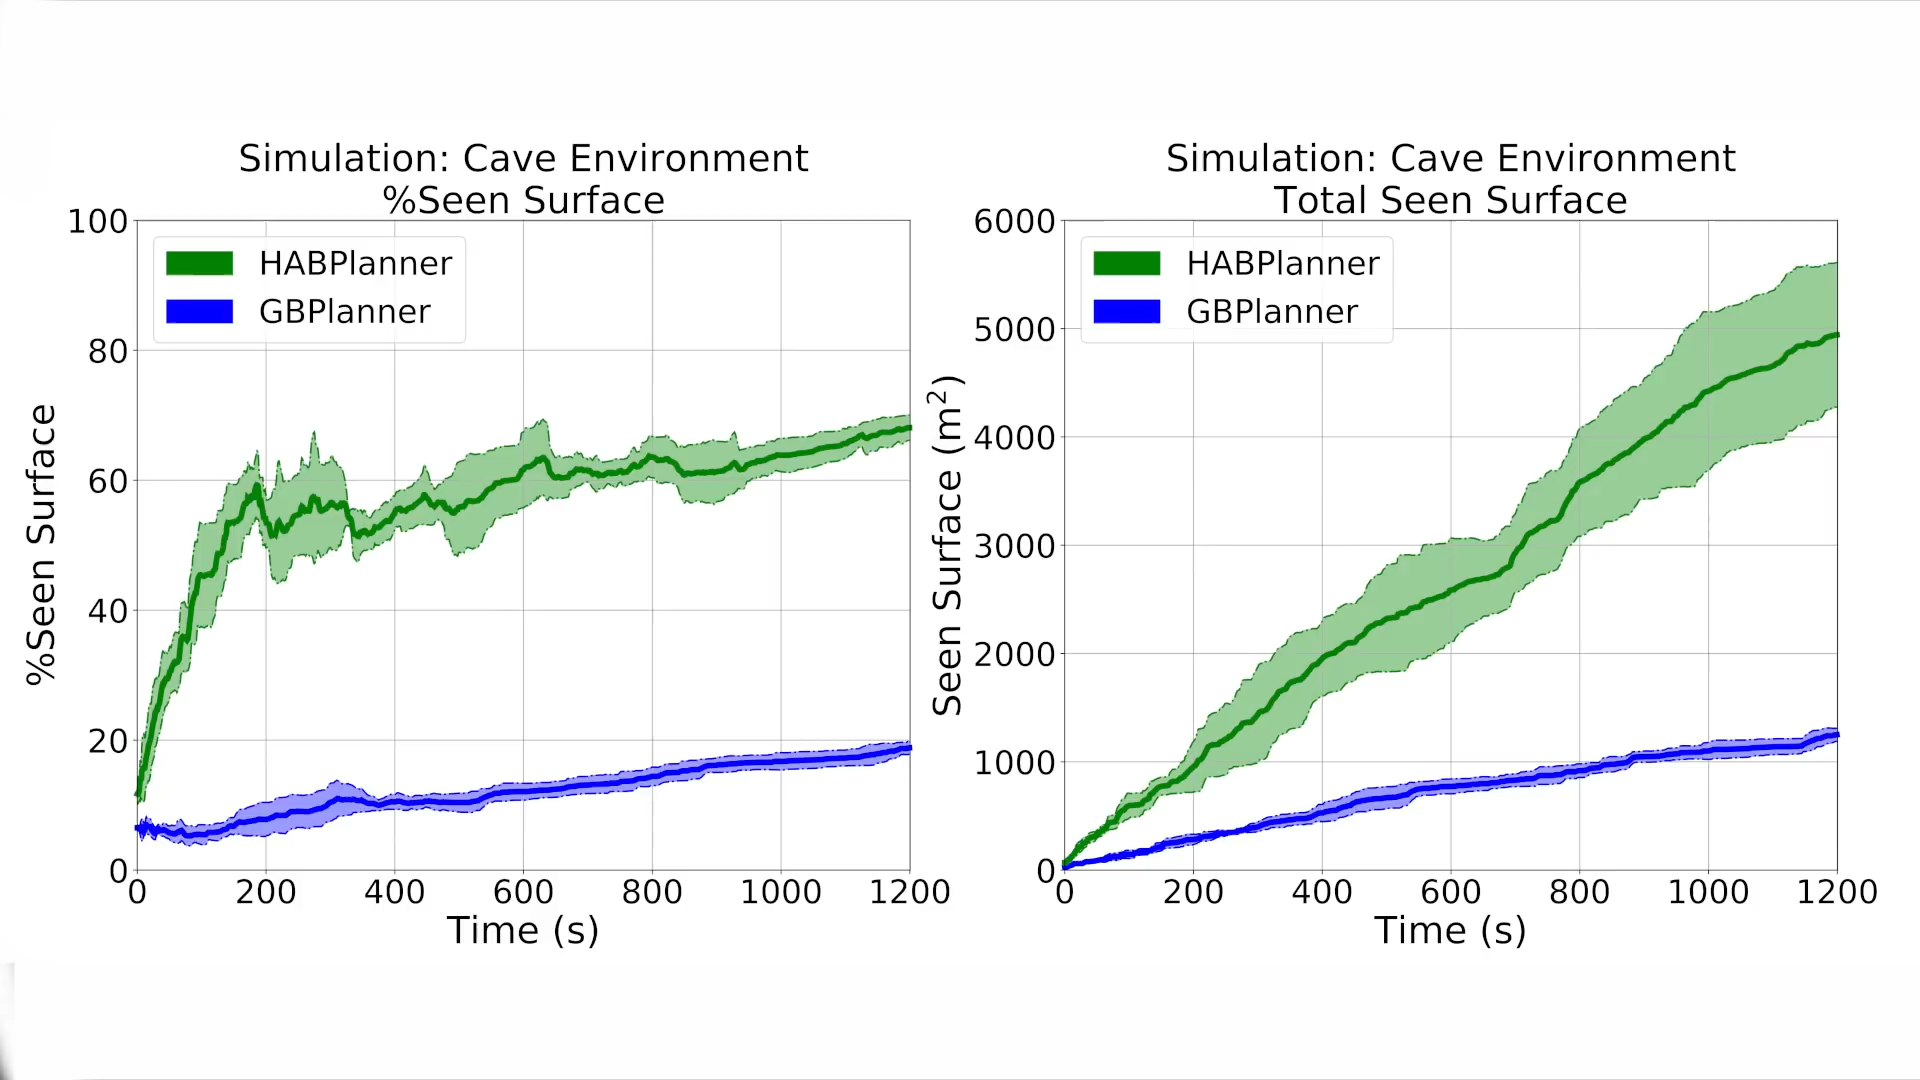 Simulation: Cave Environment
%Seen Surface
100
80
60
40
20
0
%Seen Surface
HABPlanner
GBPlanner
0 200 400 600 800 1000 1200
Time (s)
Simulation: Cave Environment
Total Seen Surface
6000
5000
4000
3000
2000
1000
0
Seen Surface (m²)
HABPlanner
GBPlanner
0 200 400 600 800 1000 1200
Time (s)